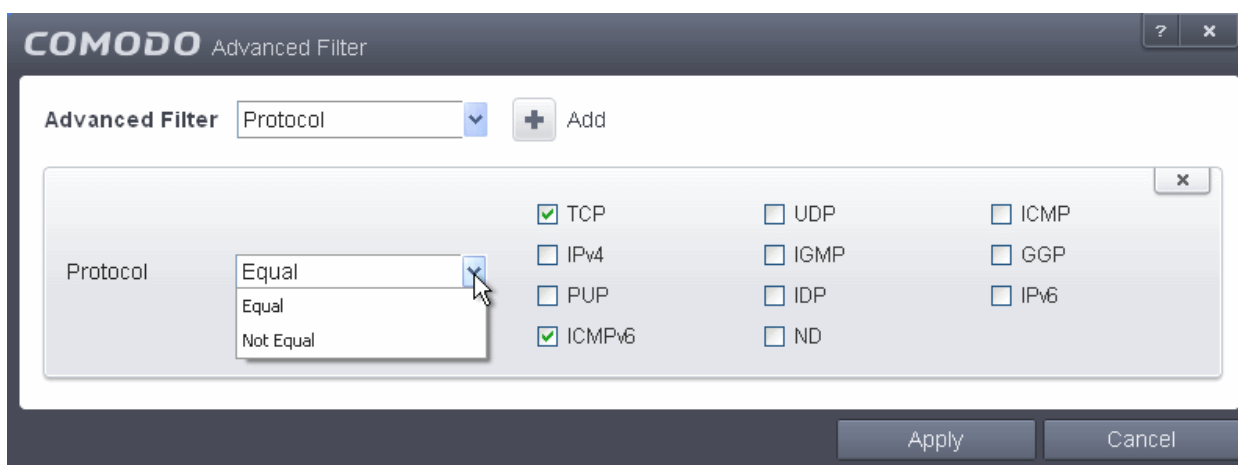 COMODO Advanced Filter
? x
Advanced Filter Protocol + Add
x
TCP UDP ICMP
IPv4 IGMP GGP
Protocol Equal
PUP IDP IPv6
Equal
ICMPv6 ND
Not Equal
Apply Cancel